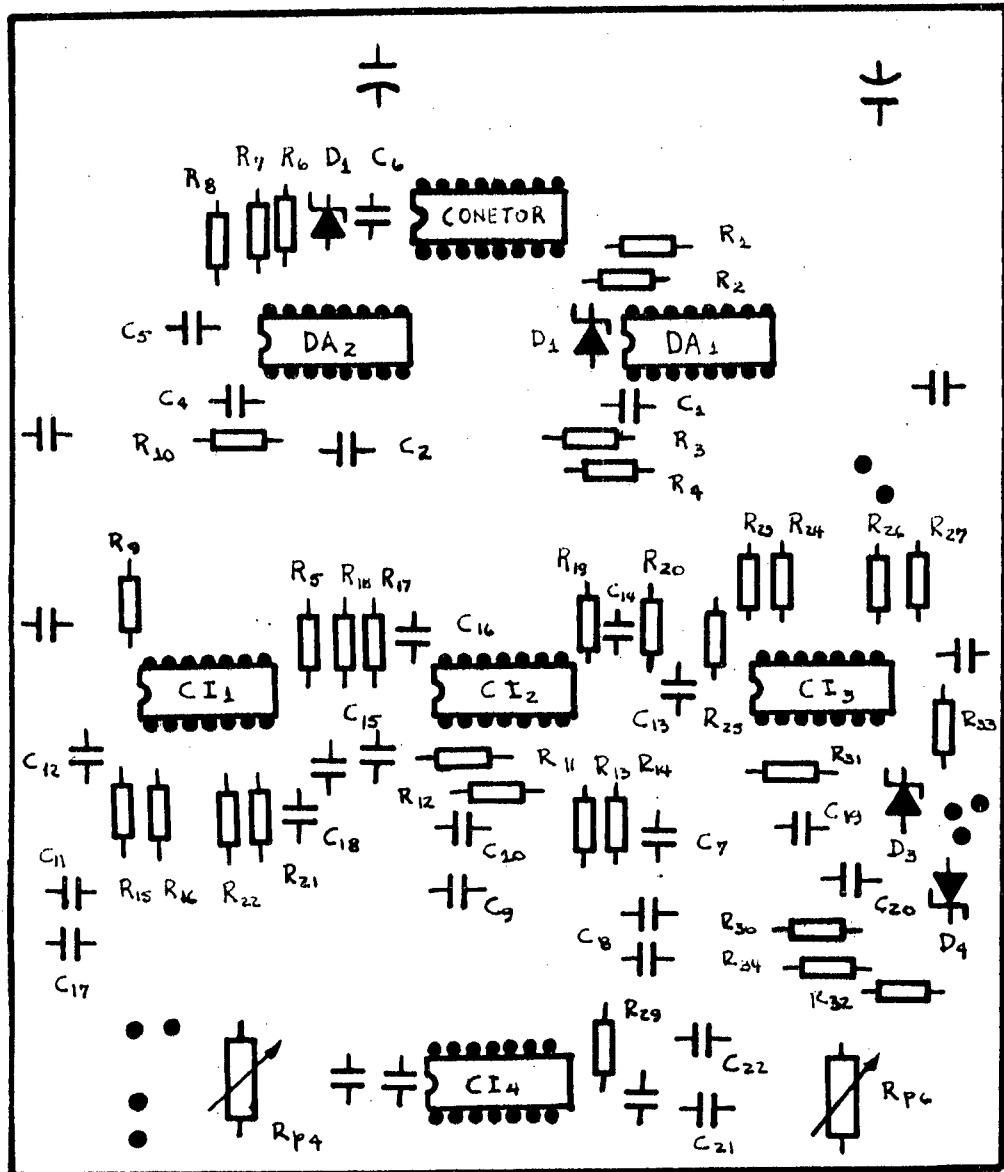 R8 R7 R6 D1 C6
CONETOR
R1
R2
C5
DA2
D1
DA1
C4
C1
R10
C2
R3
R4
R9
R5 R18 R17
R19 C14 R20
R23 R24
R26 R27
C16
CI1
CI2
CI3
C13 R25
R33
C15
C12
R11 R13 R14
R31
R12
C18
C10
C7
C19
D3
C11
R15 R16
R22 R21
C9
C20
C8
R30
D4
C17
R34
R32
R29
C22
CI4
Rp4
C21
Rp6